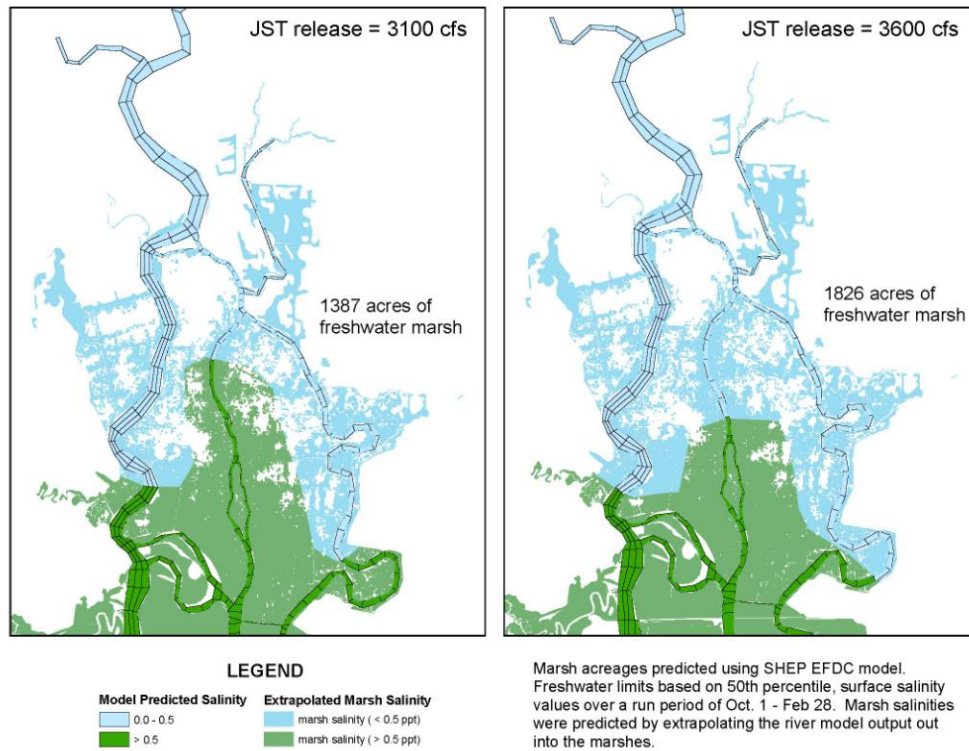 JST release = 3100 cfs
1387 acres of
freshwater marsh
JST release = 3600 cfs
1826 acres of
freshwater marsh
LEGEND
Model Predicted Salinity
0.0 - 0.5
> 0.5
Extrapolated Marsh Salinity
marsh salinity ( < 0.5 ppt)
marsh salinity ( > 0.5 ppt)
Marsh acreages predicted using SHEP EFDC model.
Freshwater limits based on 50th percentile, surface salinity
values over a run period of Oct. 1 - Feb 28. Marsh salinities
were predicted by extrapolating the river model output out
into the marshes.